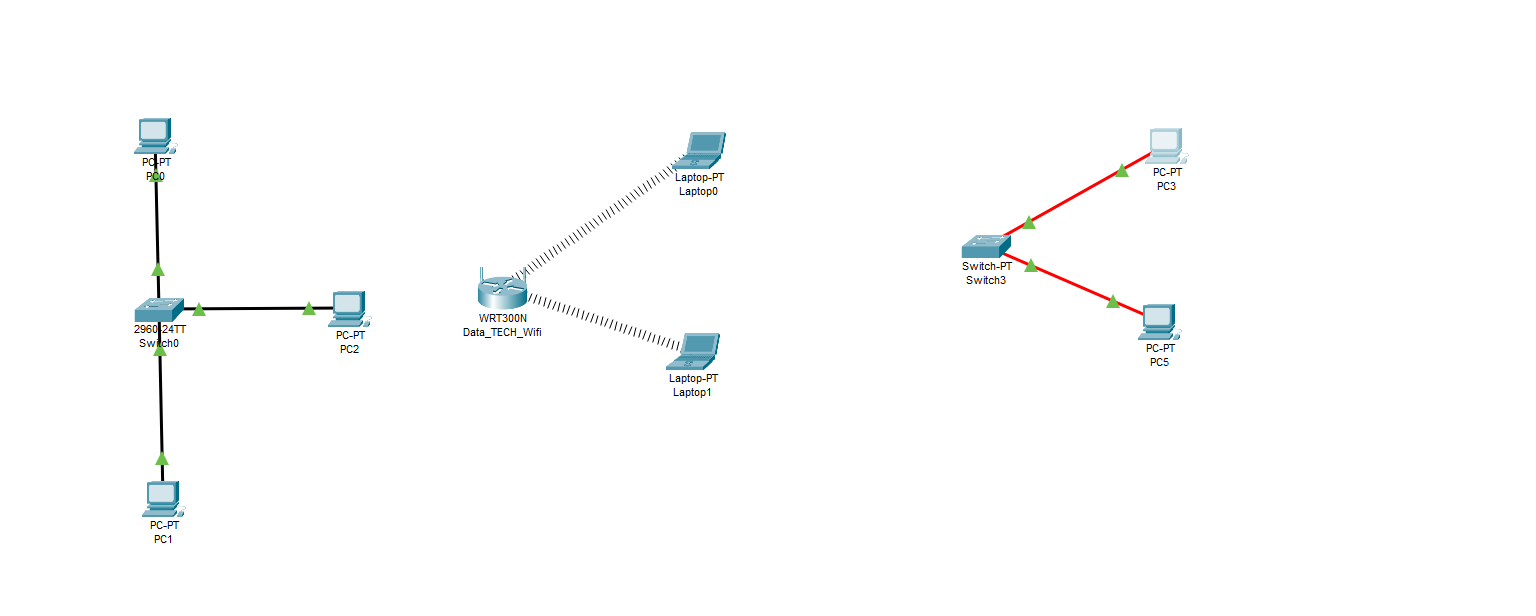 PC-PT
PC0
2960-24TT
Switch0
PC-PT
PC2
PC-PT
PC1
WRT300N
Data_TECH_Wifi
Laptop-PT
Laptop0
Laptop-PT
Laptop1
Switch-PT
Switch3
PC-PT
PC3
PC-PT
PC5